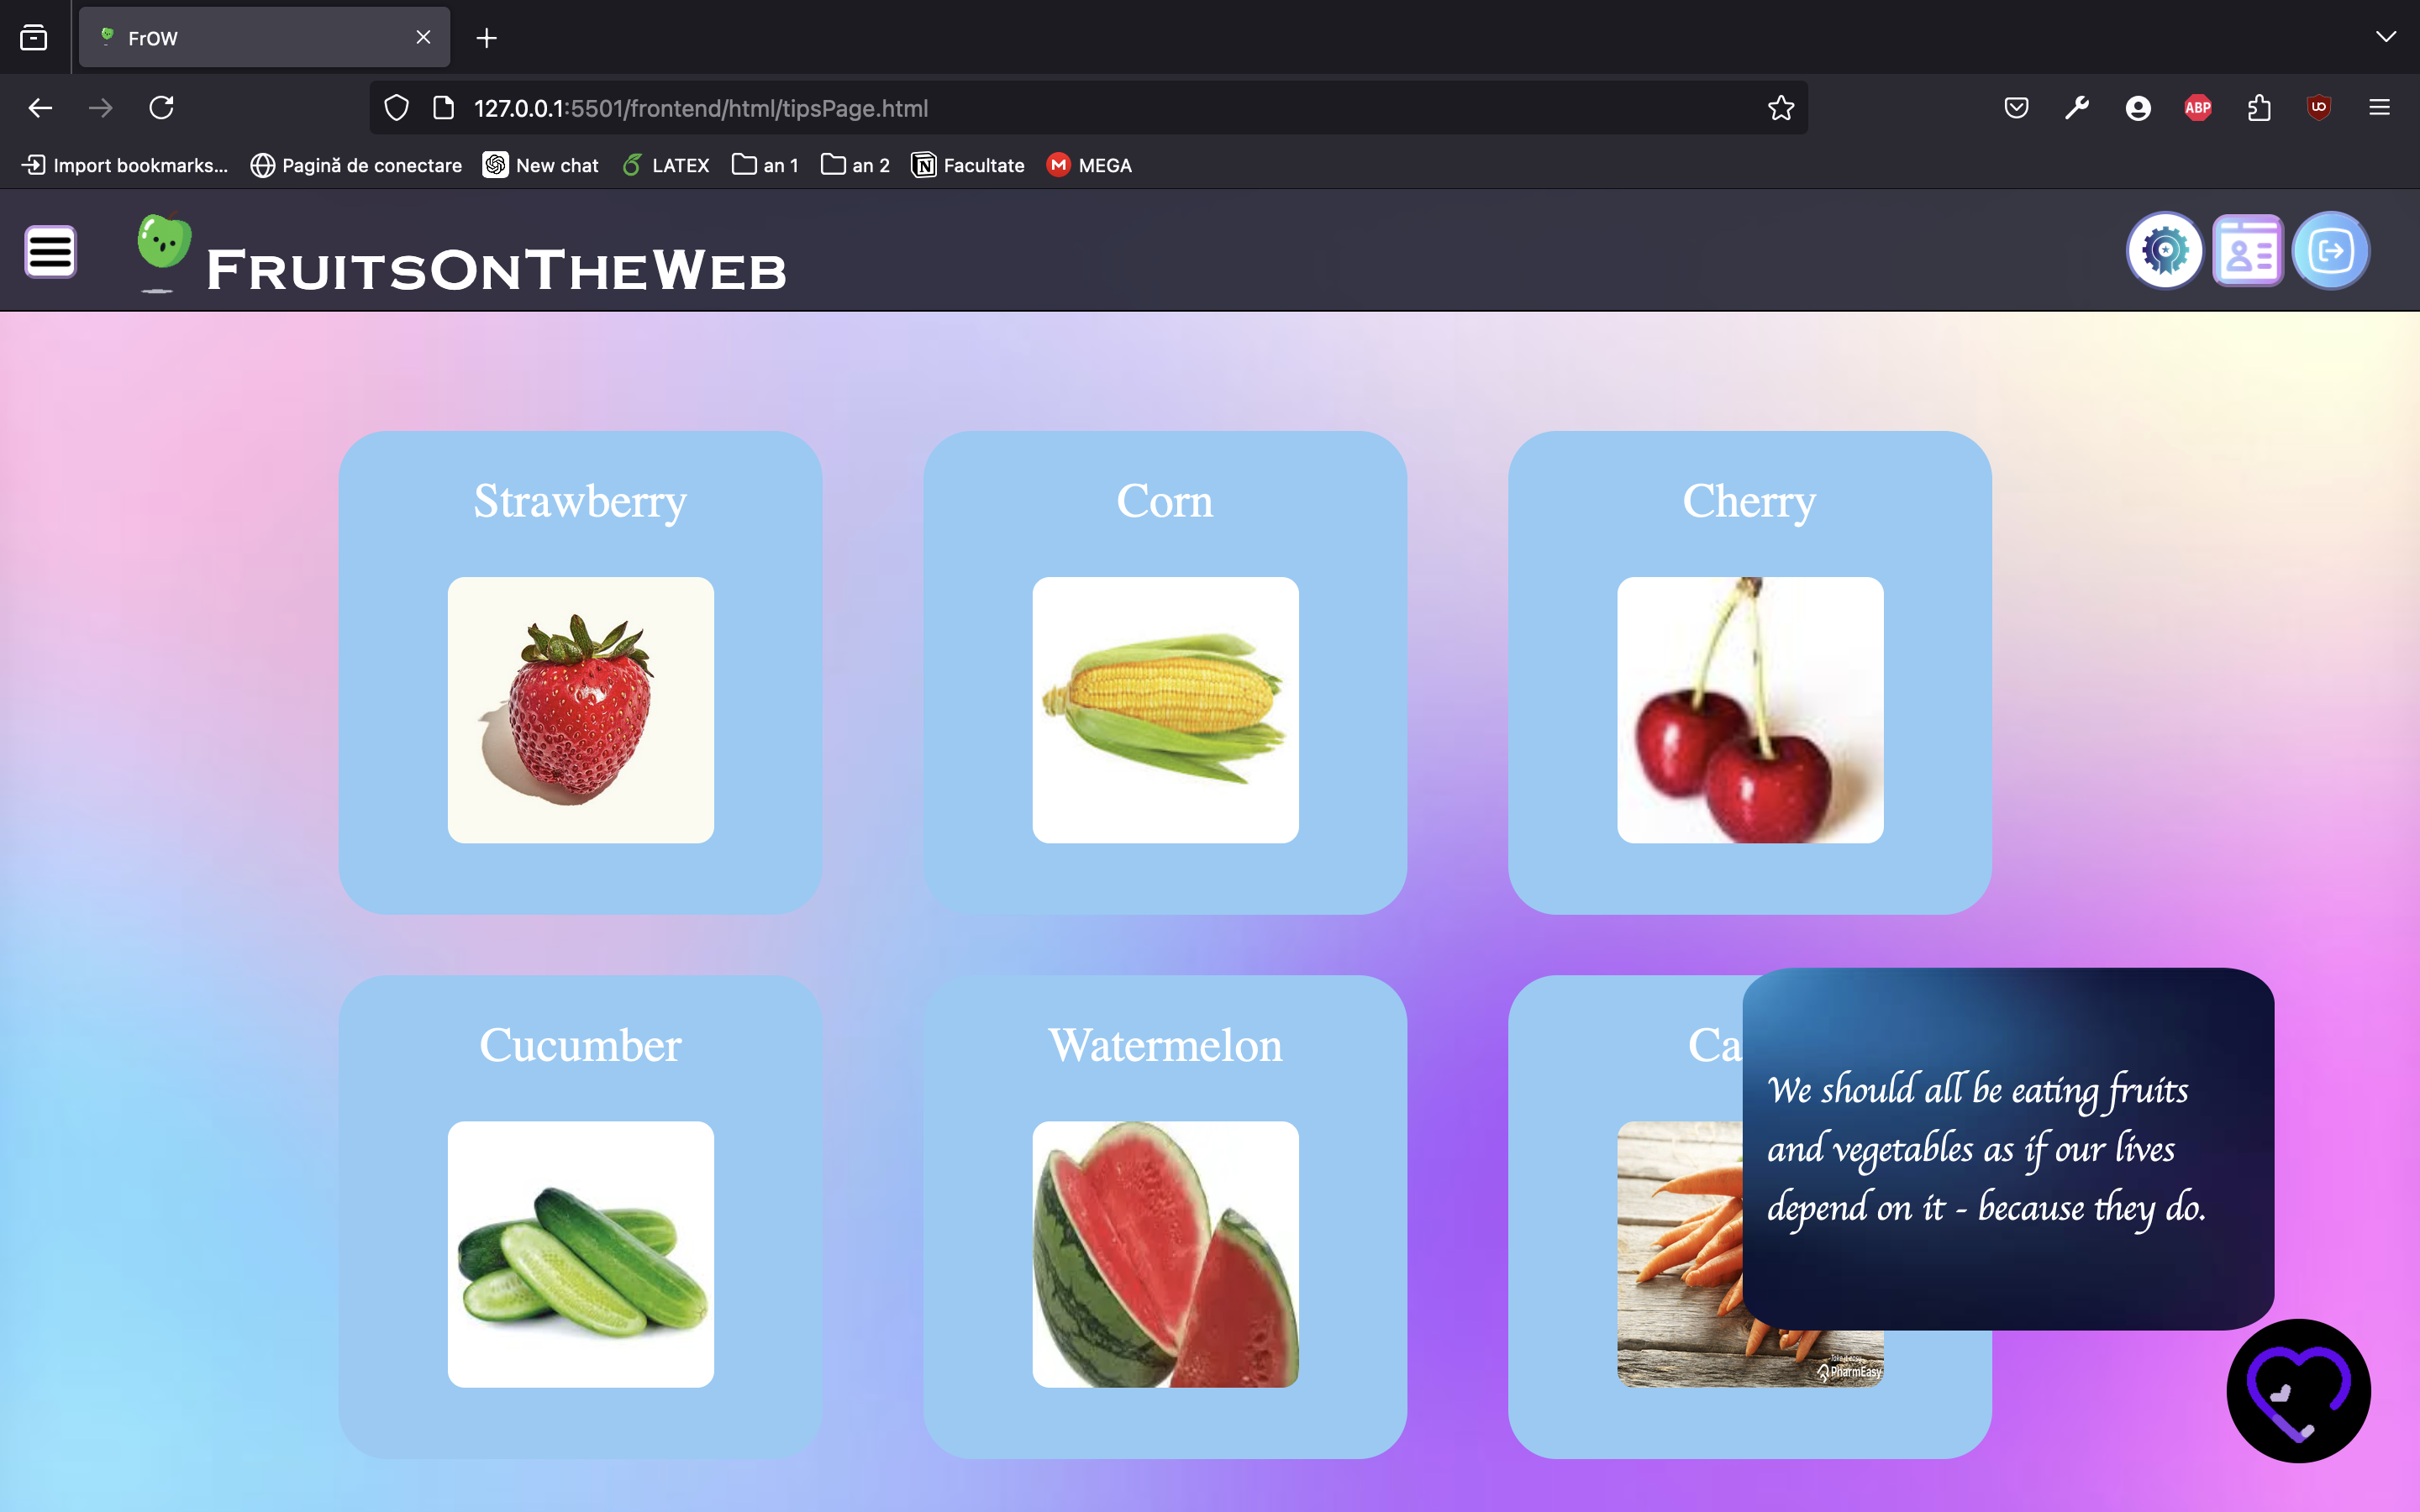 FrOW
127.0.0.1:5501/frontend/html/tipsPage.html
ABP
Import bookmarks...
Pagină de conectare
New chat
LATEX
an 1
an 2
Facultate
MEGA
FruitsOnTheWeb
Strawberry
Corn
Cherry
Cucumber
Watermelon
Ca
We should all be eating fruits
and vegetables as if our lives
depend on it - because they do.
PharmEasy